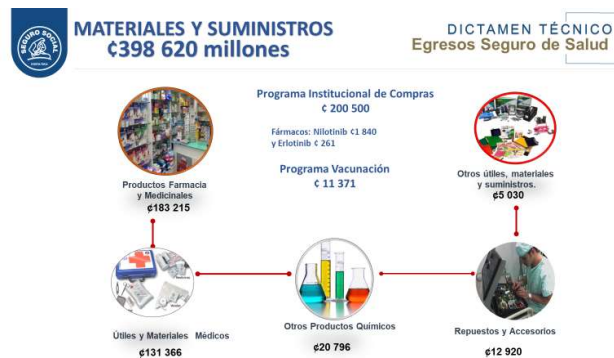 SEGURO SOCIAL
MATERIALES Y SUMINISTROS
¢398 620 millones
DICTAMEN TÉCNICO
Egresos Seguro de Salud
Programa Institucional de Compras
¢ 200 500
Fármacos: Nilotinib ¢1 840
y Erlotinib ¢ 261
Programa Vacunación
¢ 11 371
Productos Farmacia
y Medicinales
¢183 215
Otros útiles, materiales
y suministros.
¢5 030
Útiles y Materiales Médicos
¢131 366
Otros Productos Químicos
¢20 796
Repuestos y Accesorios
¢12 920